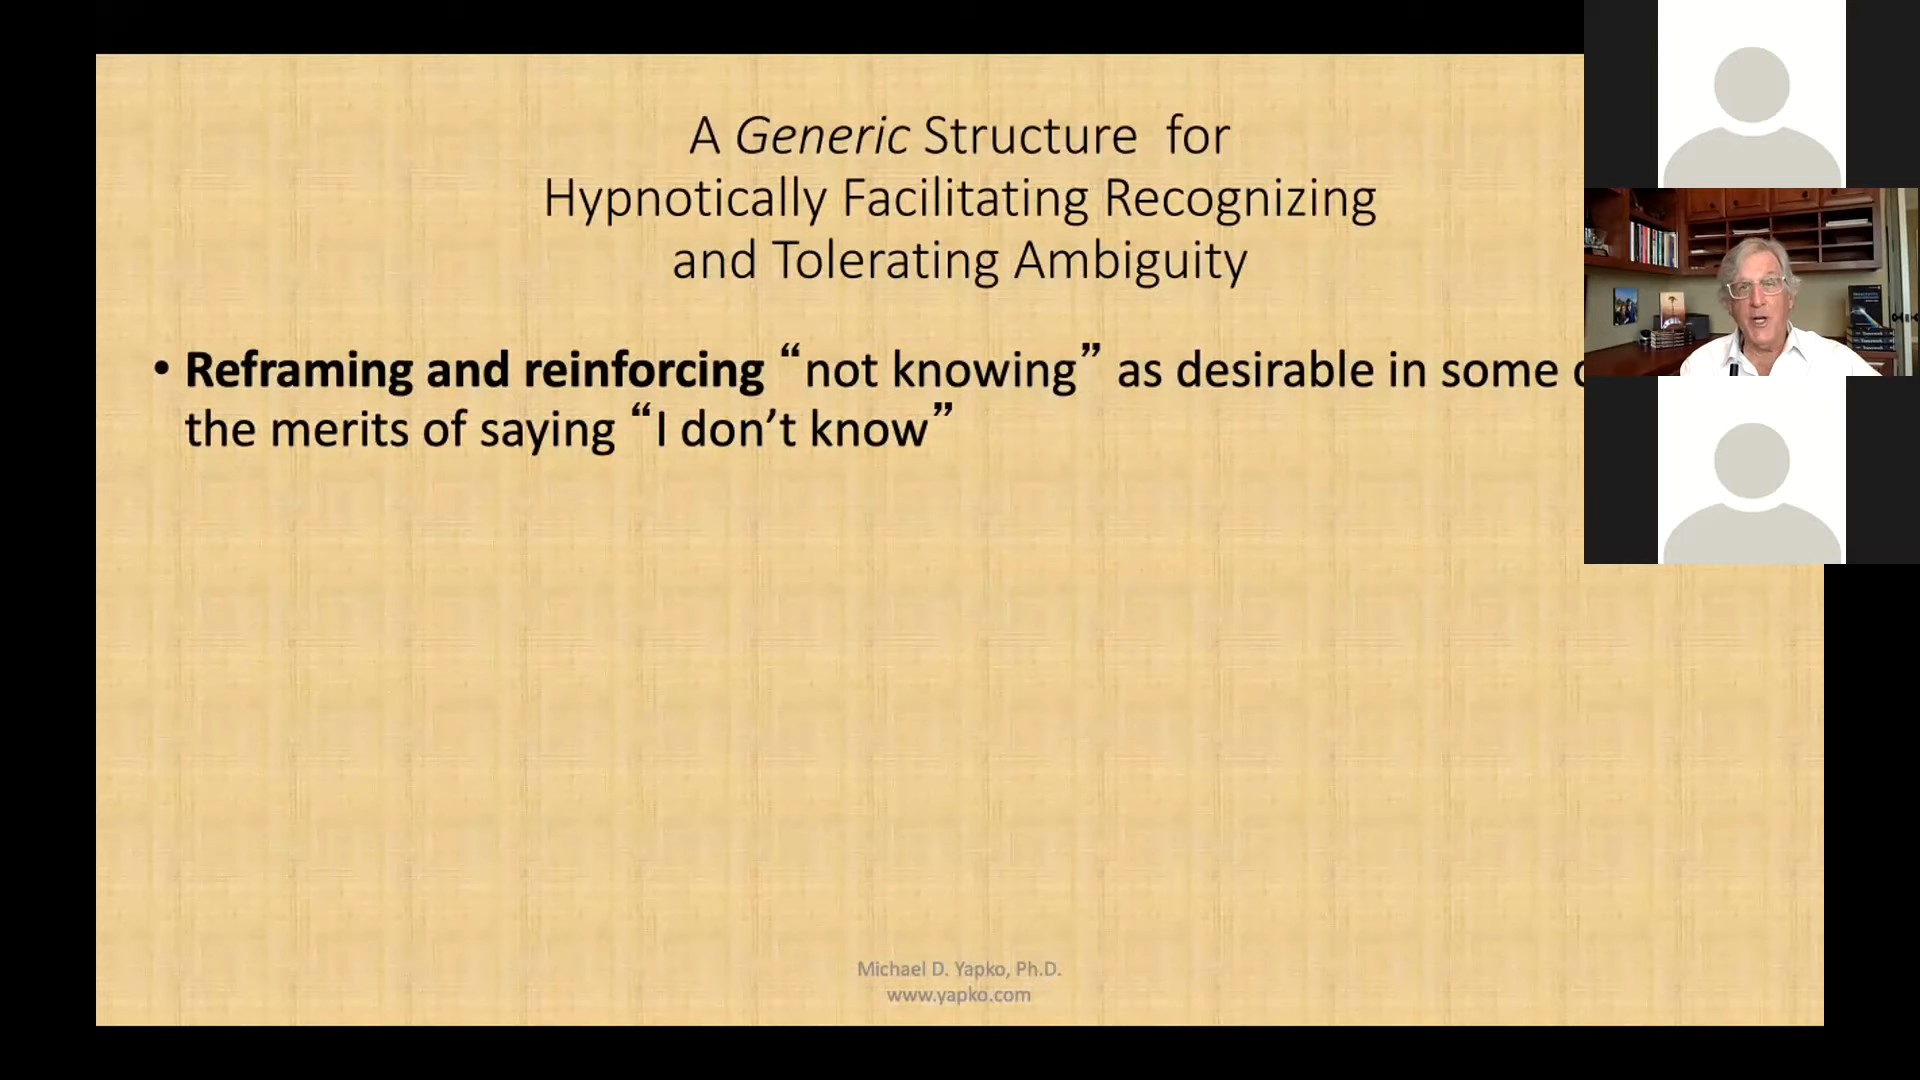 A Generic Structure for
Hypnotically Facilitating Recognizing
and Tolerating Ambiguity
• Reframing and reinforcing “not knowing” as desirable in some
the merits of saying “I don’t know”
Michael D. Yapko, Ph.D.
www.yapko.com